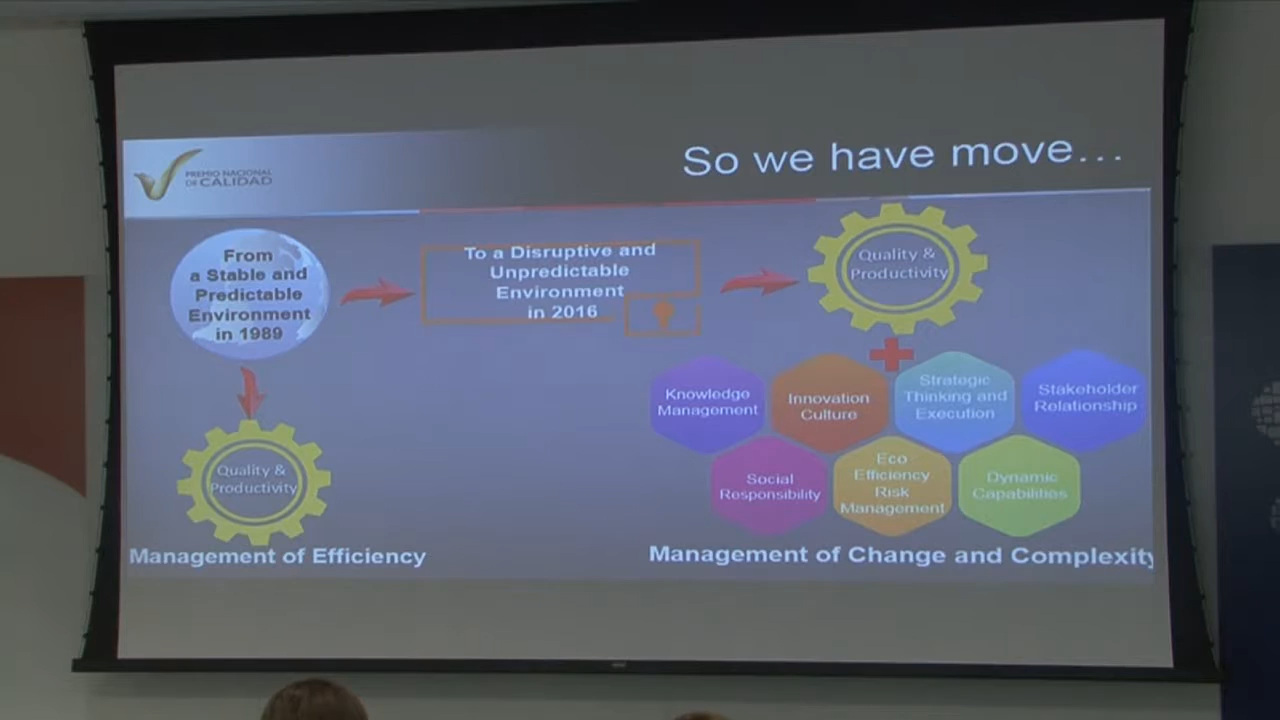 PREMIO NACIONAL
DE CALIDAD
So we have move...
From
a Stable and
Predictable
Environment
in 1989
To a Disruptive and
Unpredictable
Environment
in 2016
Quality &
Productivity
Knowledge
Management
Innovation
Culture
Strategic
Thinking and
Execution
Stakeholder
Relationship
Social
Responsibility
Eco
Efficiency
Risk
Management
Dynamic
Capabilities
Quality &
Productivity
Management of Efficiency
Management of Change and Complexity